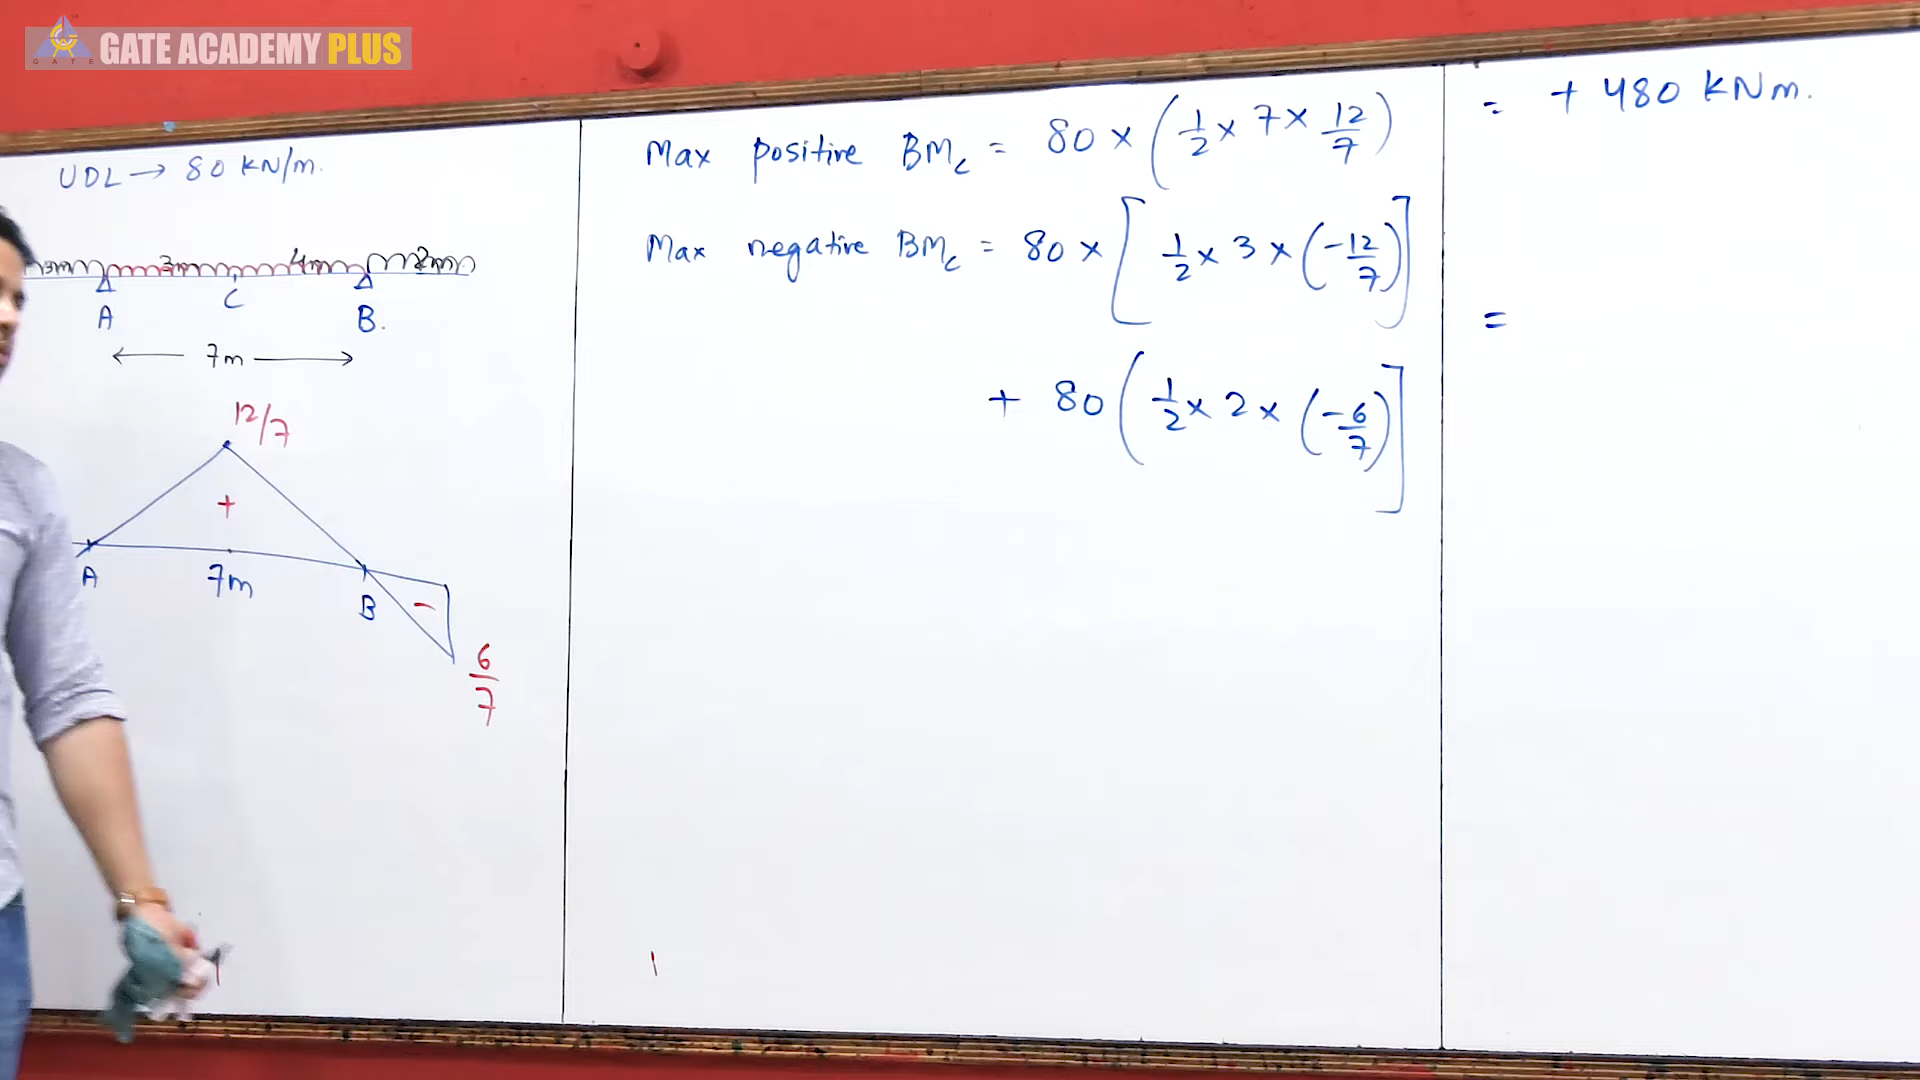 GATE ACADEMY PLUS
GATE
UDL → 80 KN/m.
3m 3m 4m 2m
A C B.
7m
12/7
+
A 7m B −
6/7
Max positive BMc = 80 × (1/2 × 7 × 12/7) = + 480 KNm.
Max negative BMc = 80 × [1/2 × 3 × (-12/7)] =
+ 80 (1/2 × 2 × (-6/7)]